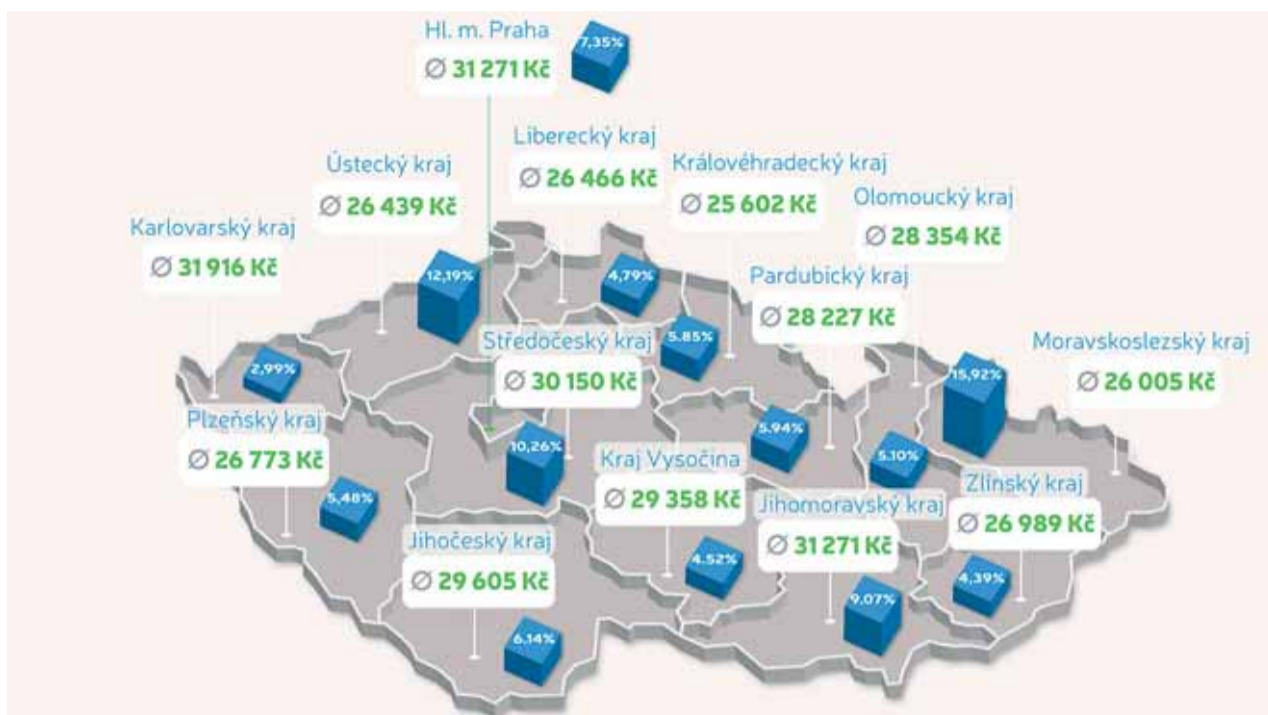 Hl. m. Praha
∅ 31 271 Kč
7,35%
Liberecký kraj
∅ 26 466 Kč
Ústecký kraj
∅ 26 439 Kč
Královéhradecký kraj
∅ 25 602 Kč
Olomoucký kraj
∅ 28 354 Kč
Karlovarský kraj
∅ 31 916 Kč
Pardubický kraj
∅ 28 227 Kč
12,19%
4,79%
Středočeský kraj
∅ 30 150 Kč
5.85%
Moravskoslezský kraj
∅ 26 005 Kč
2,99%
15,92%
Plzeňský kraj
∅ 26 773 Kč
10,26%
5.94%
5.10%
Kraj Vysočina
∅ 29 358 Kč
Zlínský kraj
∅ 26 989 Kč
5,48%
Jihomoravský kraj
∅ 31 271 Kč
Jihočeský kraj
∅ 29 605 Kč
4.52%
4,39%
9,07%
6,14%